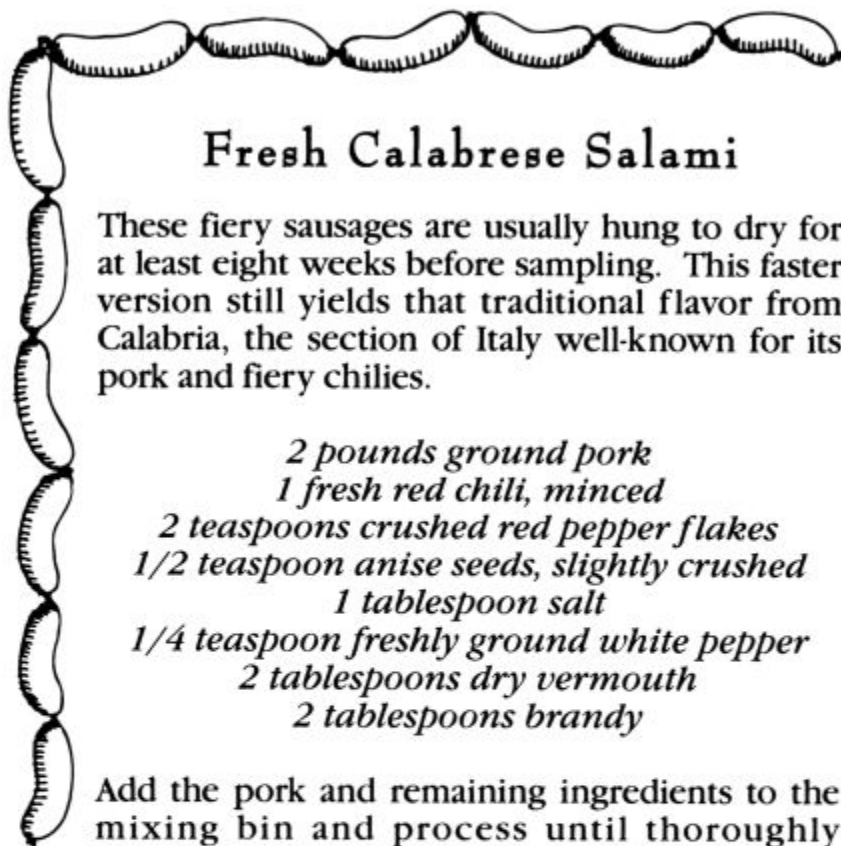 Fresh Calabrese Salami
These fiery sausages are usually hung to dry for
at least eight weeks before sampling. This faster
version still yields that traditional flavor from
Calabria, the section of Italy well-known for its
pork and fiery chilies.
2 pounds ground pork
1 fresh red chili, minced
2 teaspoons crushed red pepper flakes
1/2 teaspoon anise seeds, slightly crushed
1 tablespoon salt
1/4 teaspoon freshly ground white pepper
2 tablespoons dry vermouth
2 tablespoons brandy
Add the pork and remaining ingredients to the
mixing bin and process until thoroughly